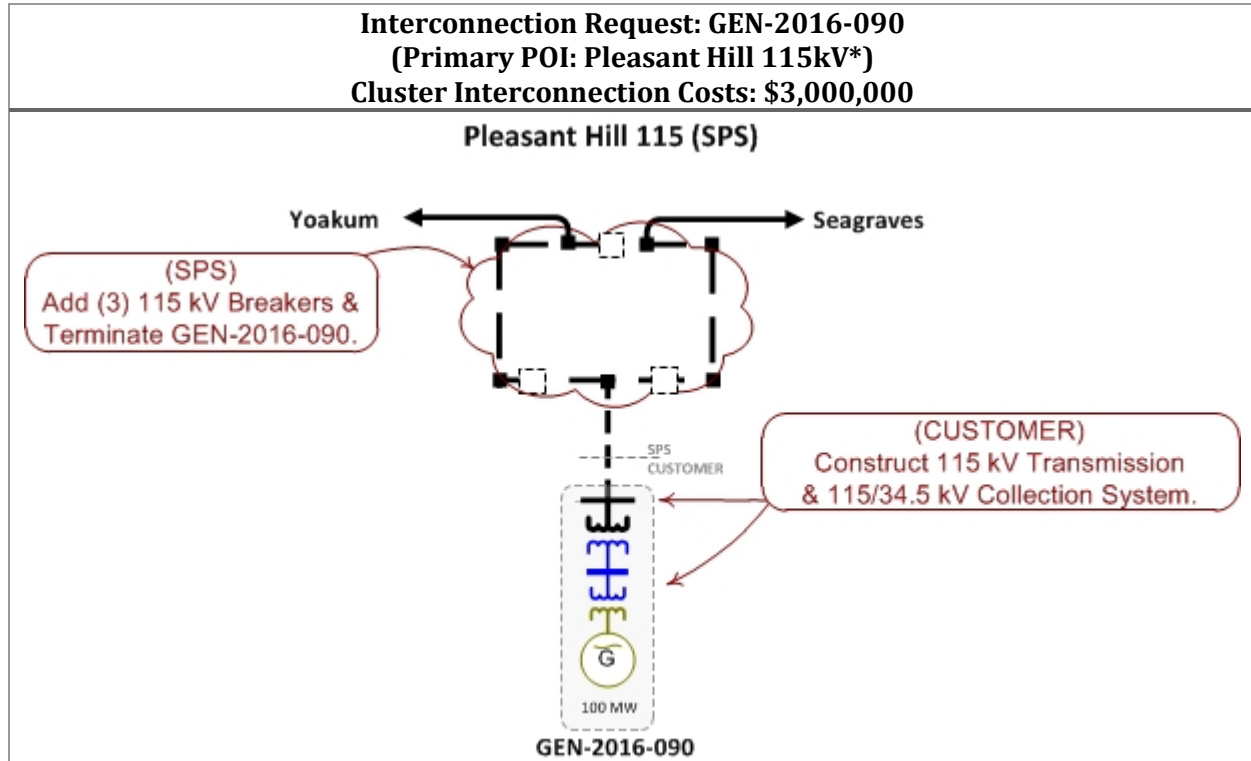 Interconnection Request: GEN-2016-090
(Primary POI: Pleasant Hill 115kV*)
Cluster Interconnection Costs: $3,000,000
Pleasant Hill 115 (SPS)
Yoakum
Seagraves
(SPS)
Add (3) 115 kV Breakers &
Terminate GEN-2016-090.
(CUSTOMER)
Construct 115 kV Transmission
& 115/34.5 kV Collection System.
SPS
CUSTOMER
G
100 MW
GEN-2016-090